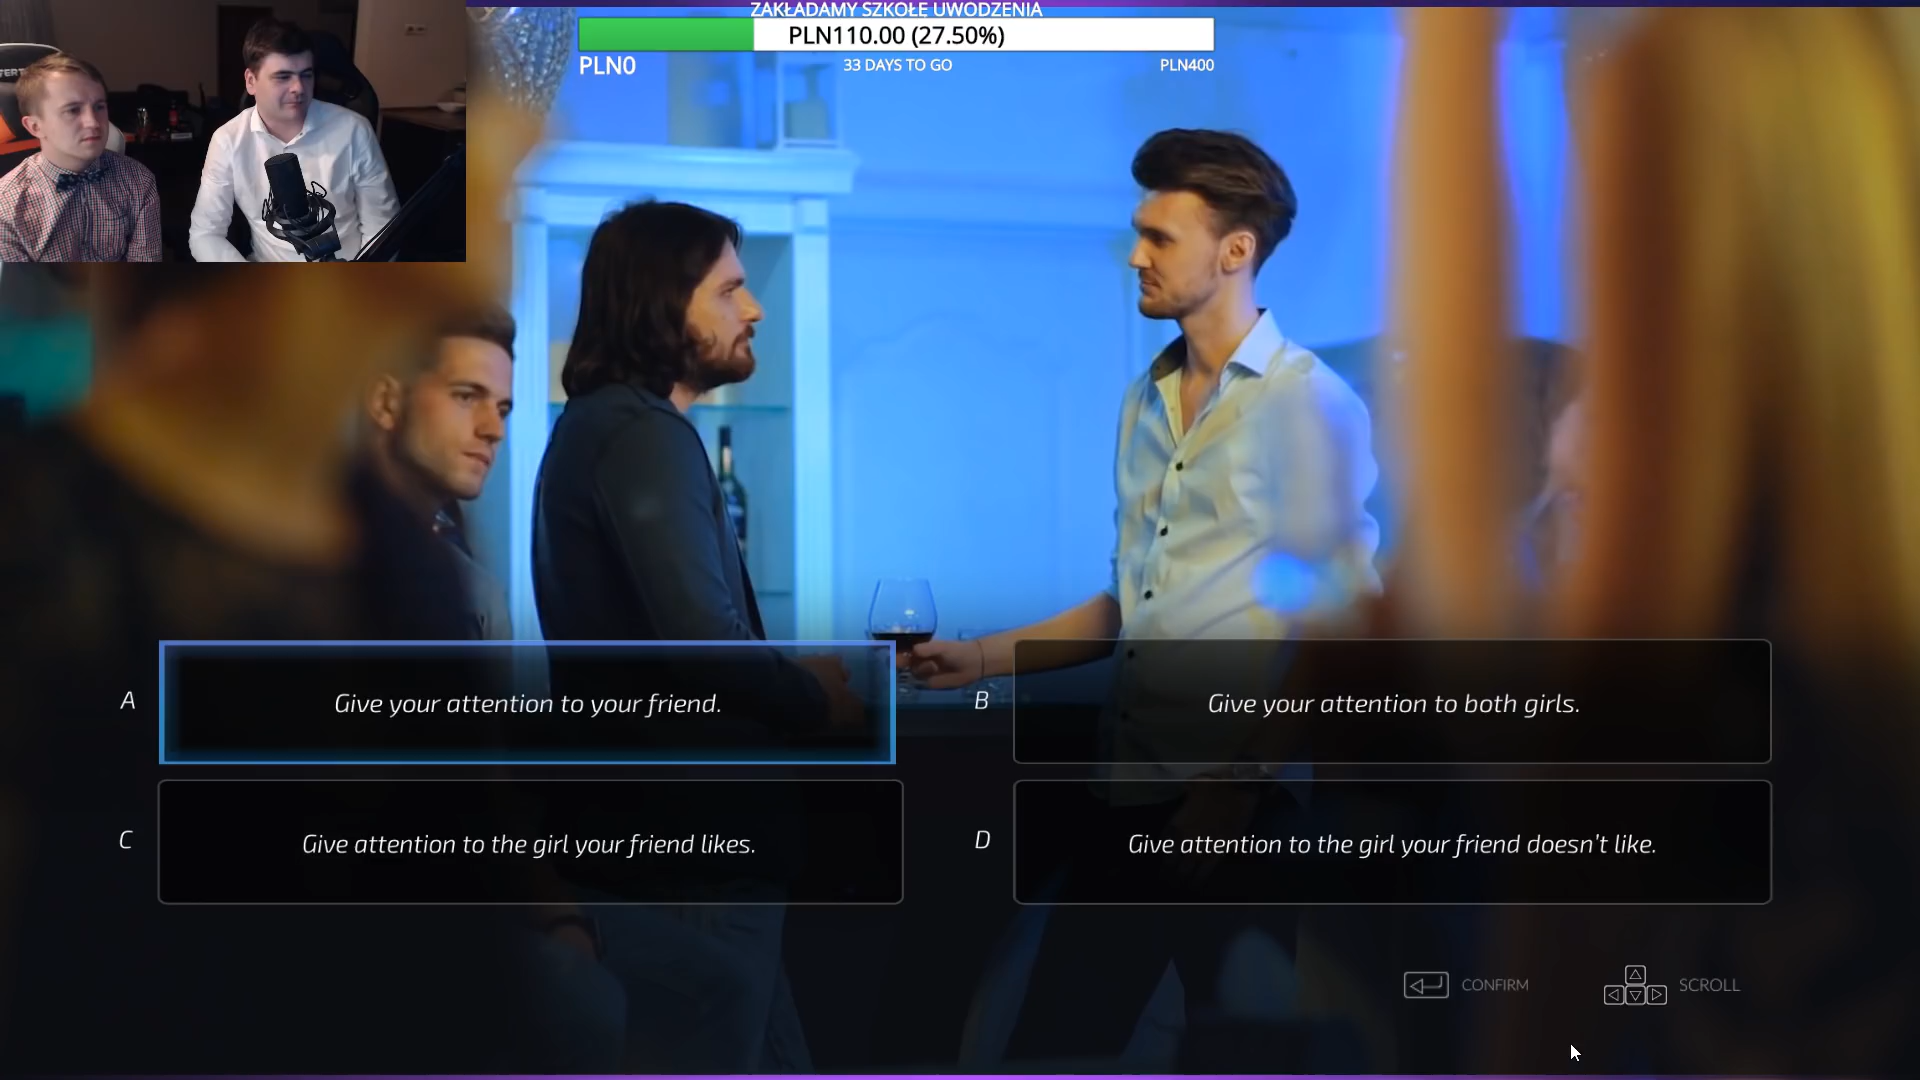 ZAKŁADAMY SZKOŁĘ UWODZENIA
PLN110.00 (27.50%)
PLN0
33 DAYS TO GO
PLN400
A
Give your attention to your friend.
B
Give your attention to both girls.
C
Give attention to the girl your friend likes.
D
Give attention to the girl your friend doesn't like.
CONFIRM
SCROLL